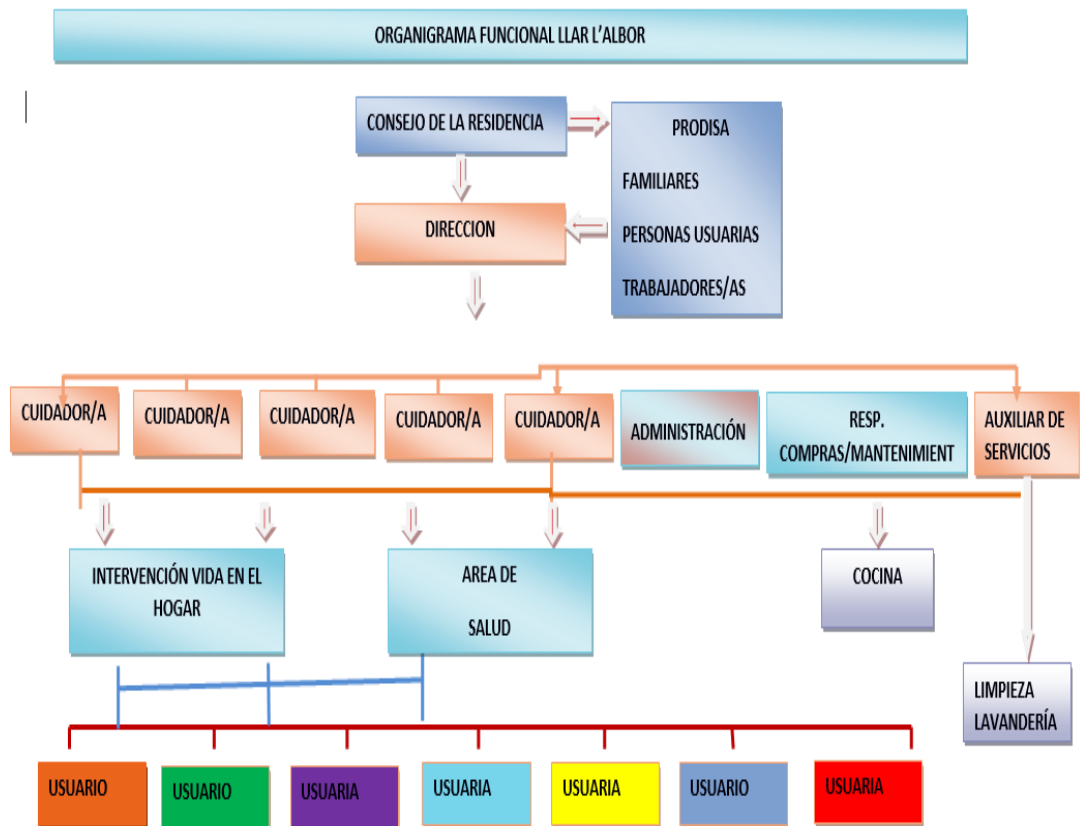 ORGANIGRAMA FUNCIONAL LLAR L'ALBOR
CONSEJO DE LA RESIDENCIA
PRODISA
FAMILIARES
PERSONAS USUARIAS
TRABAJADORES/AS
DIRECCION
CUIDADOR/A
CUIDADOR/A
CUIDADOR/A
CUIDADOR/A
CUIDADOR/A
ADMINISTRACIÓN
RESP.
COMPRAS/MANTENIMIENT
AUXILIAR DE
SERVICIOS
INTERVENCIÓN VIDA EN EL
HOGAR
AREA DE
SALUD
COCINA
LIMPIEZA
LAVANDERÍA
USUARIO
USUARIO
USUARIA
USUARIA
USUARIA
USUARIO
USUARIA